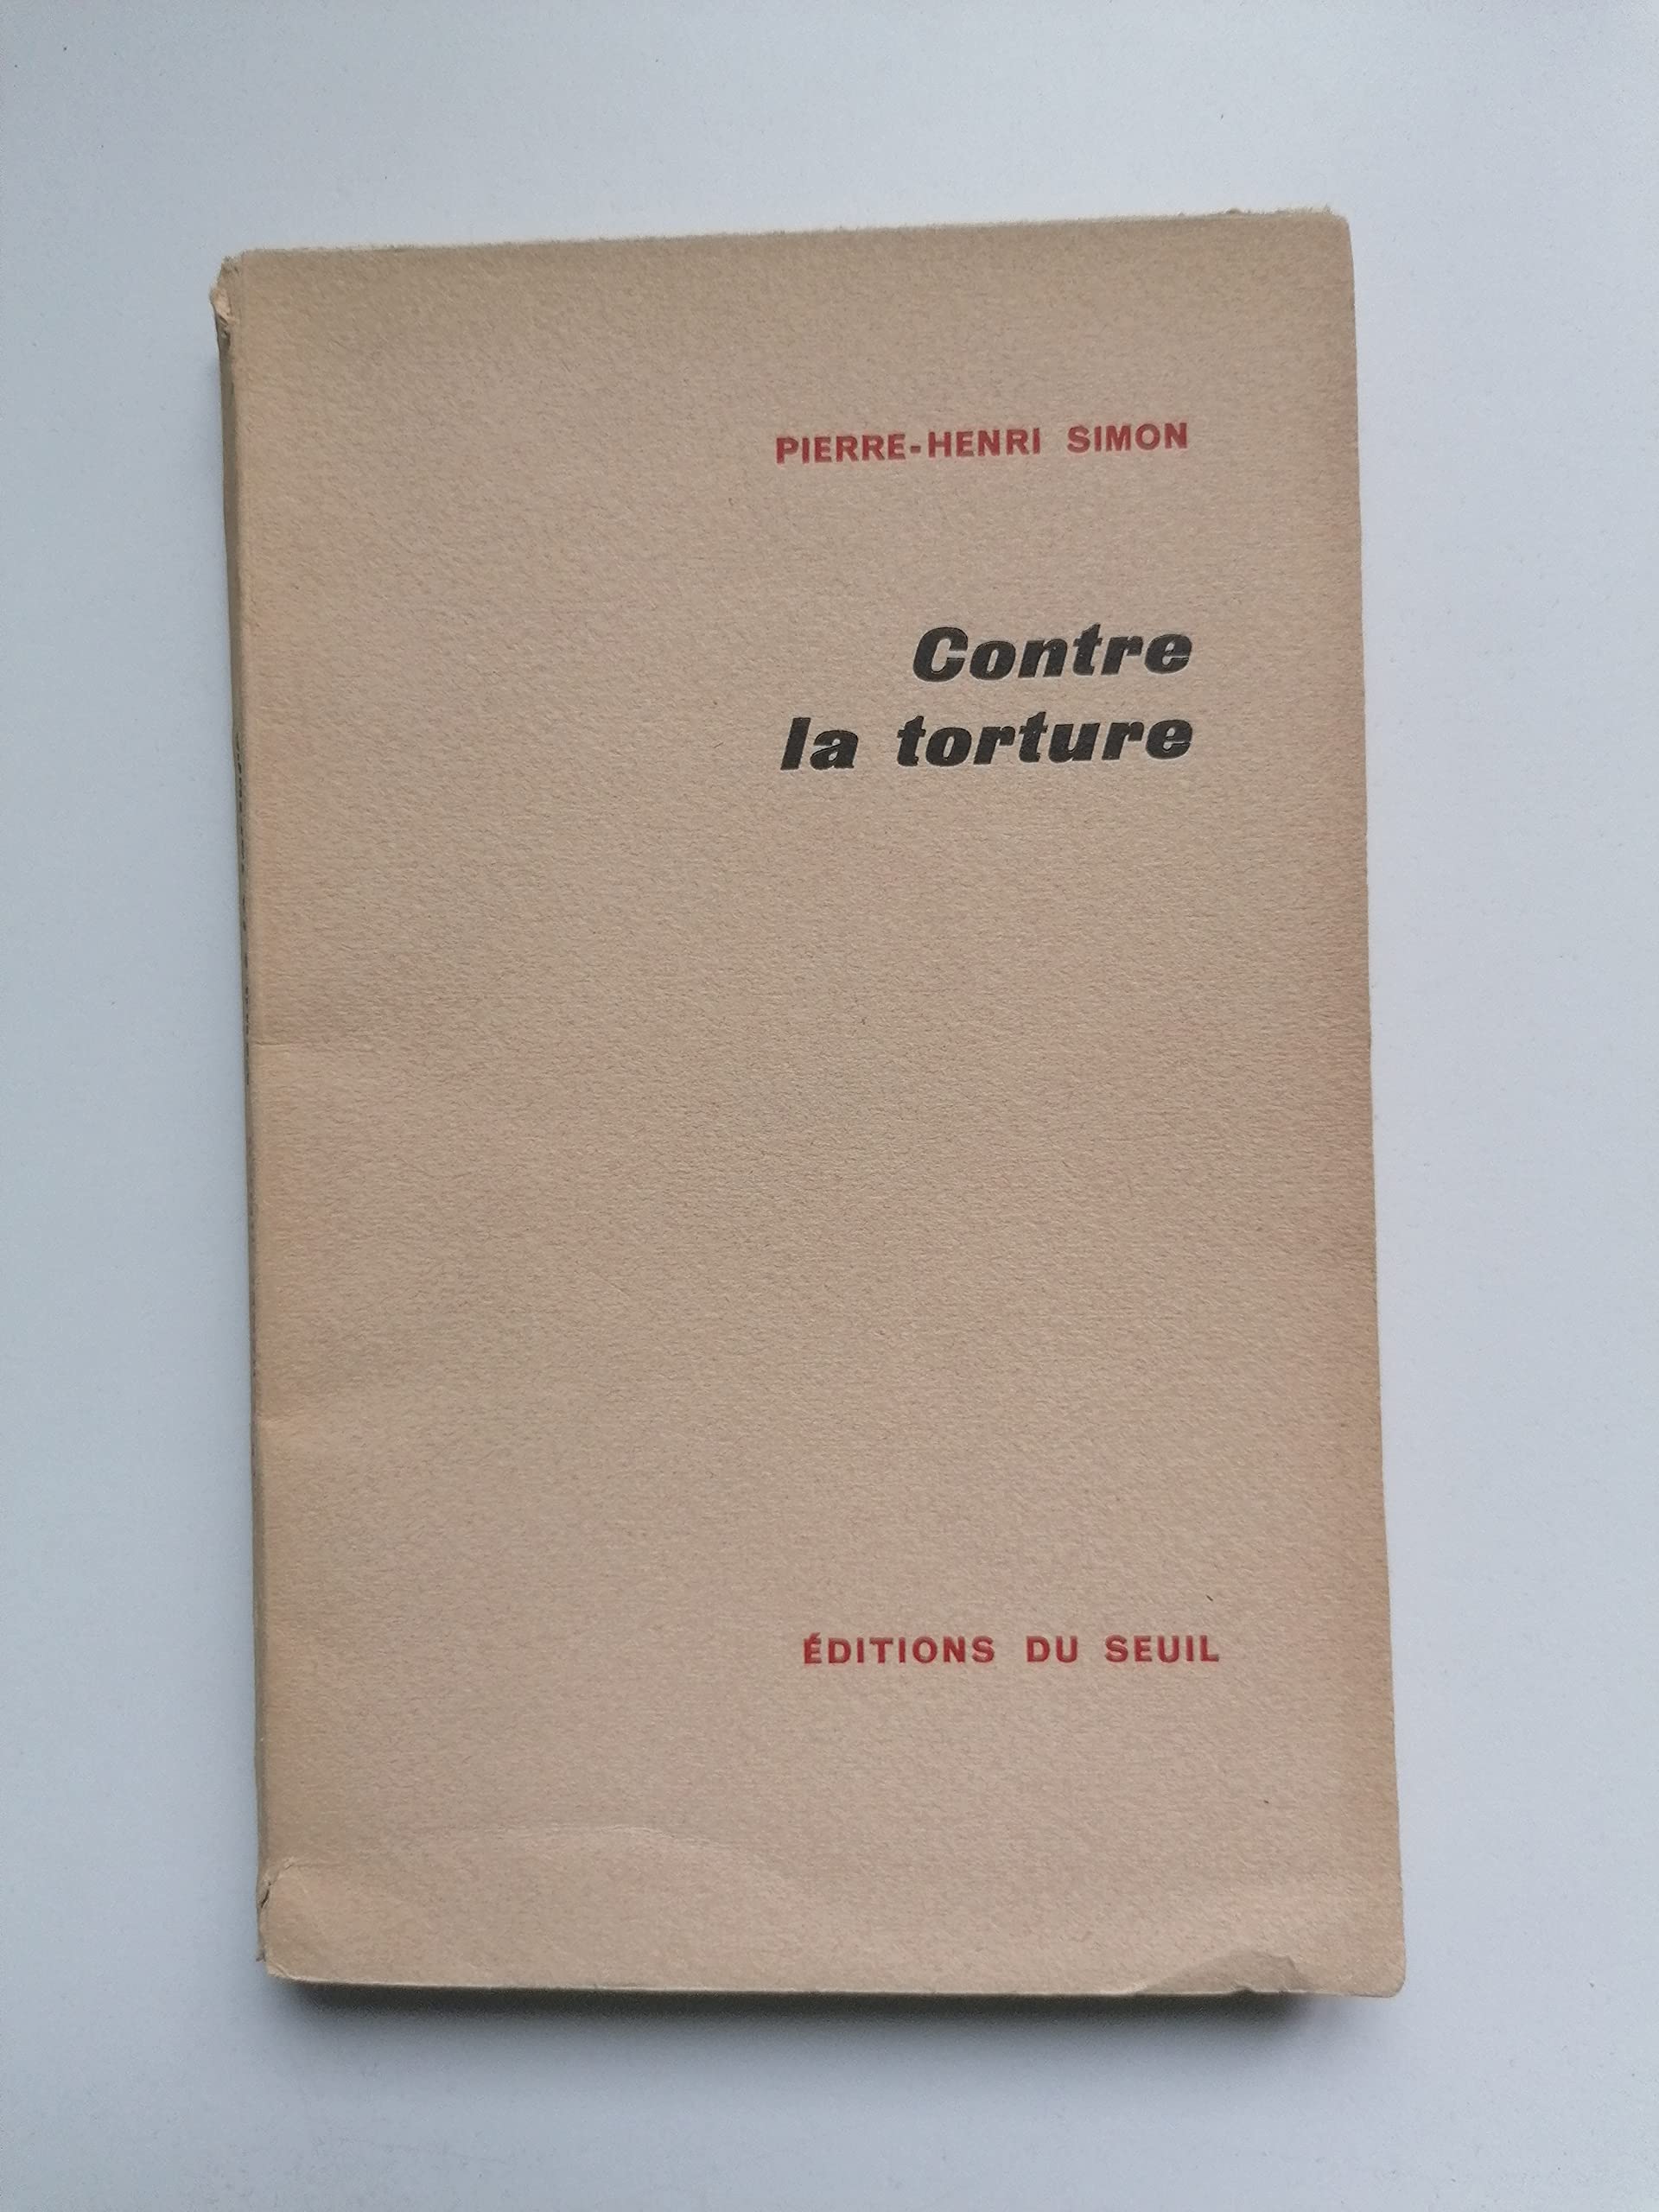 PIERRE-HENRI SIMON
Contre
la torture
ÉDITIONS DU SEUIL